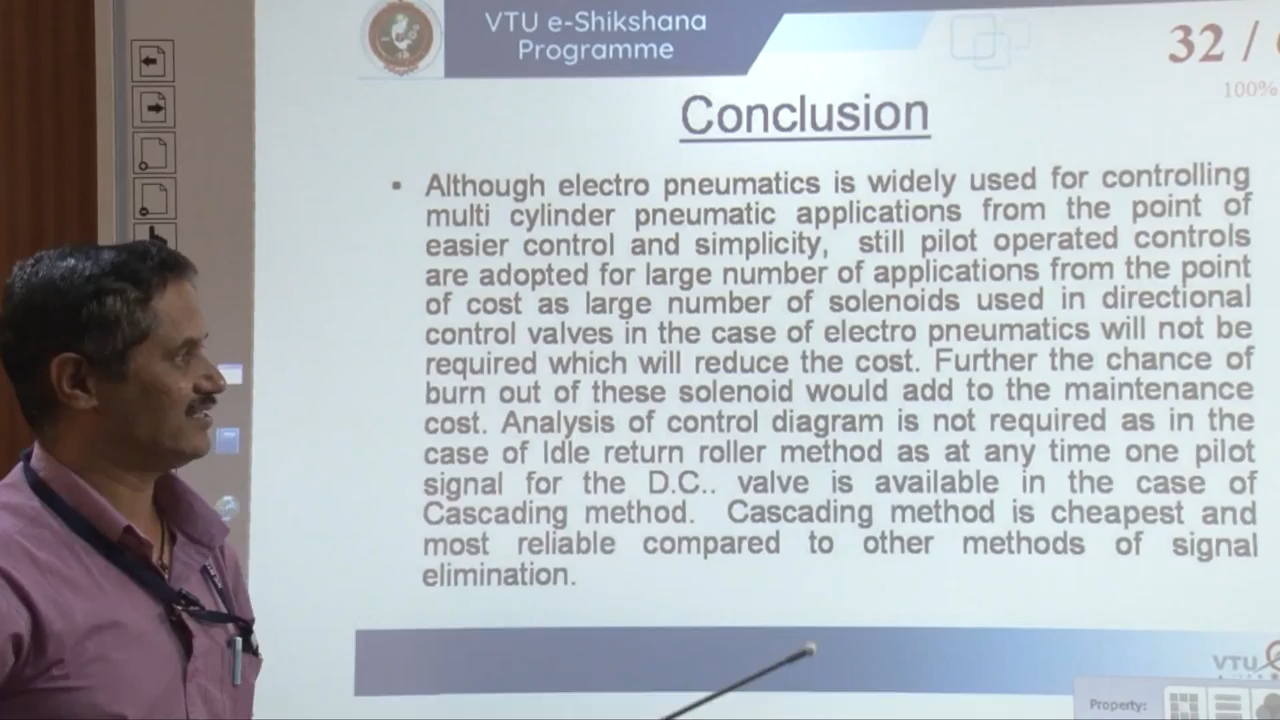 VTU e-Shikshana
Programme
32 /
100%
Conclusion
▪ Although electro pneumatics is widely used for controlling
multi cylinder pneumatic applications from the point of
easier control and simplicity, still pilot operated controls
are adopted for large number of applications from the point
of cost as large number of solenoids used in directional
control valves in the case of electro pneumatics will not be
required which will reduce the cost. Further the chance of
burn out of these solenoid would add to the maintenance
cost. Analysis of control diagram is not required as in the
case of Idle return roller method as at any time one pilot
signal for the D.C.. valve is available in the case of
Cascading method. Cascading method is cheapest and
most reliable compared to other methods of signal
elimination.
VTU
Property: